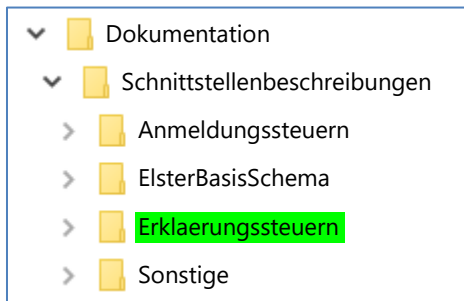 Dokumentation
Schnittstellenbeschreibungen
Anmeldungssteuern
ElsterBasisSchema
Erklaerungssteuern
Sonstige